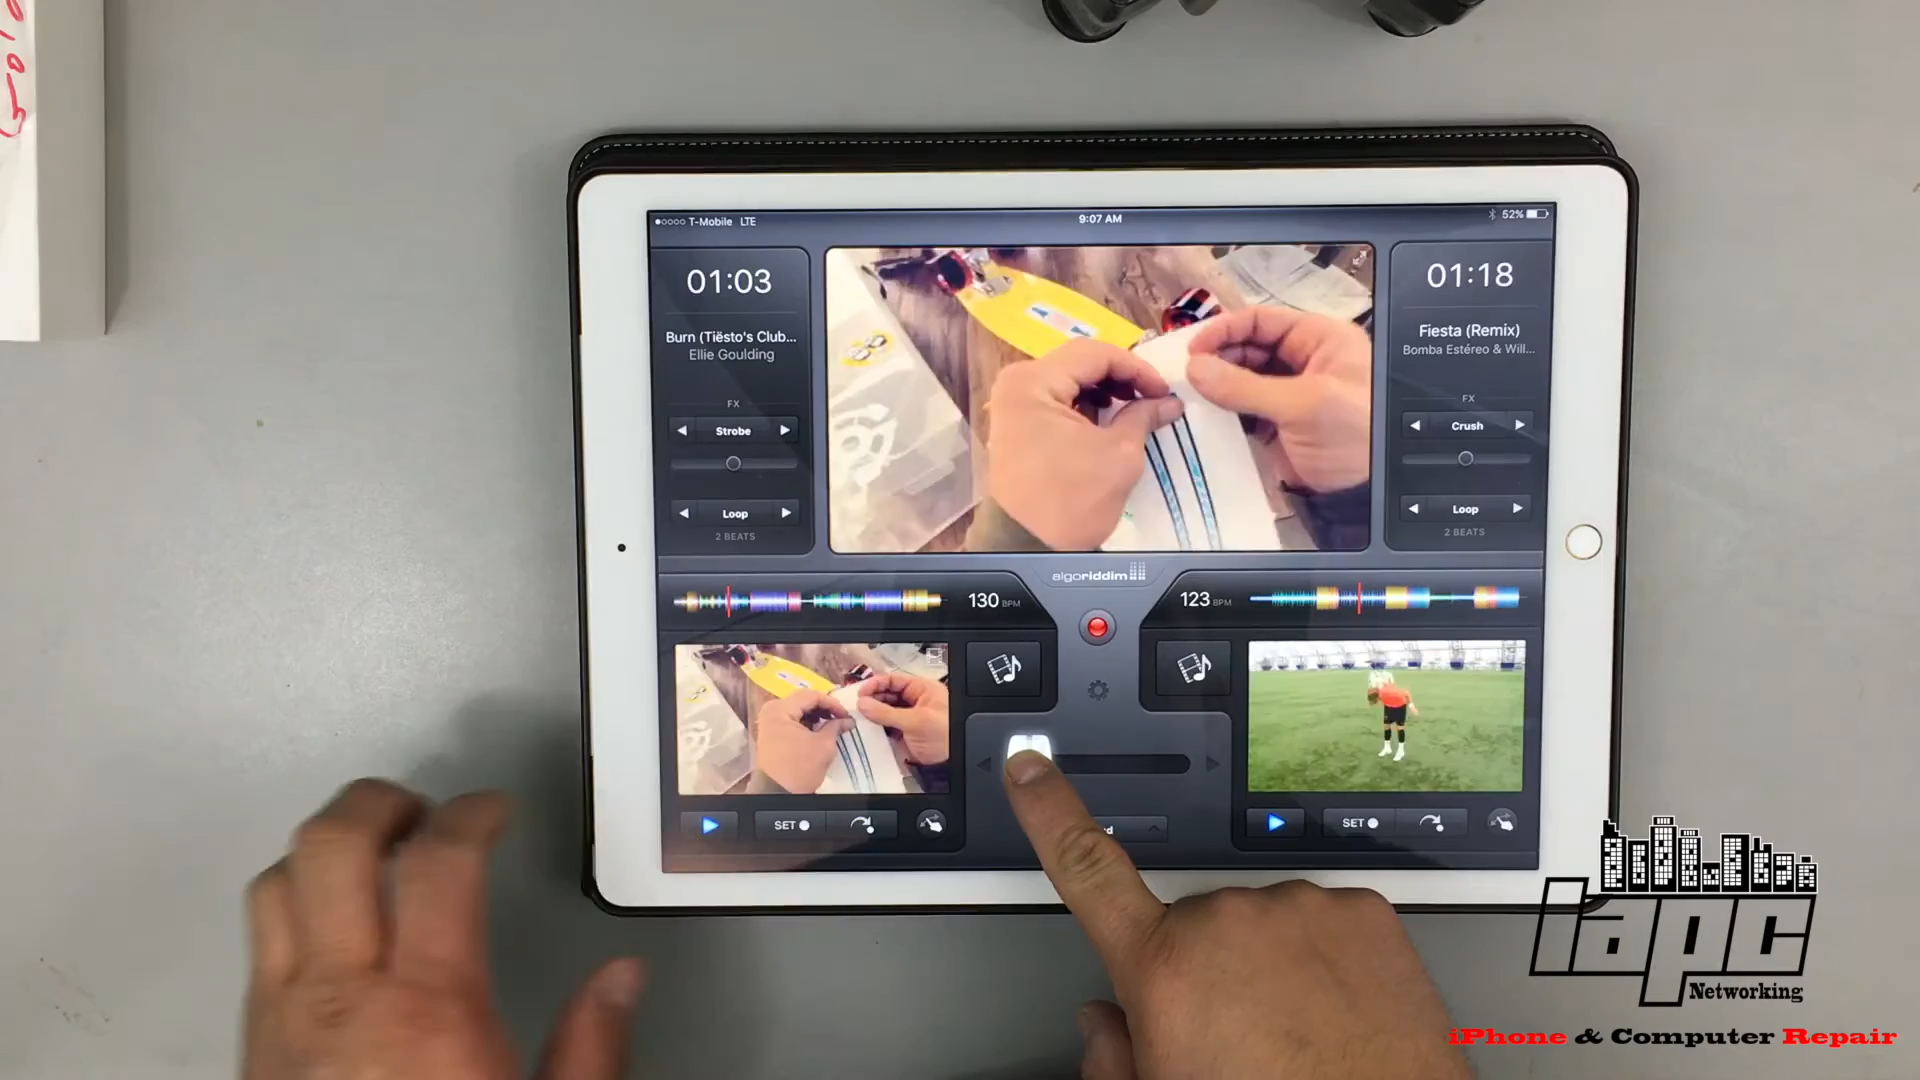 T-Mobile LTE
9:07 AM
52%
01:03
Burn (Tiësto's Club...
Ellie Goulding
FX
Strobe
Loop
2 BEATS
01:18
Fiesta (Remix)
Bomba Estéreo & Will...
FX
Crush
Loop
2 BEATS
algoriddim
130 BPM
123 BPM
SET
SET
iapc
Networking
iPhone & Computer Repair